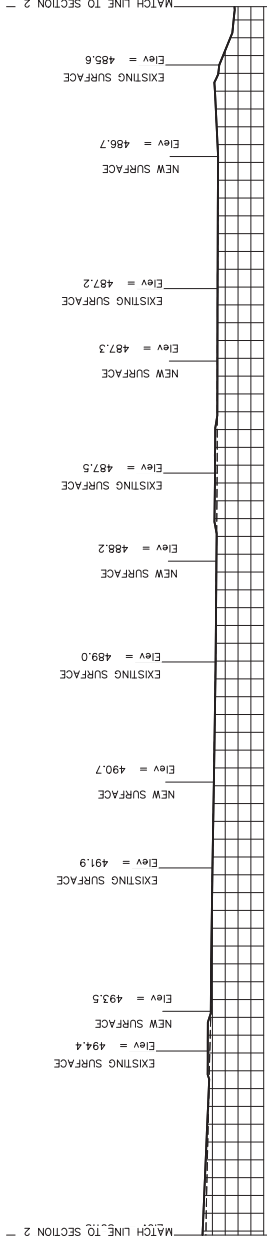 MATCH LINE TO SECTION 2
EXISTING SURFACE
Elev = 494.4
NEW SURFACE
Elev = 493.5
EXISTING SURFACE
Elev = 491.9
NEW SURFACE
Elev = 490.7
EXISTING SURFACE
Elev = 489.0
NEW SURFACE
Elev = 488.2
EXISTING SURFACE
Elev = 487.5
NEW SURFACE
Elev = 487.3
EXISTING SURFACE
Elev = 487.2
NEW SURFACE
Elev = 486.7
EXISTING SURFACE
Elev = 485.6
MATCH LINE TO SECTION 2